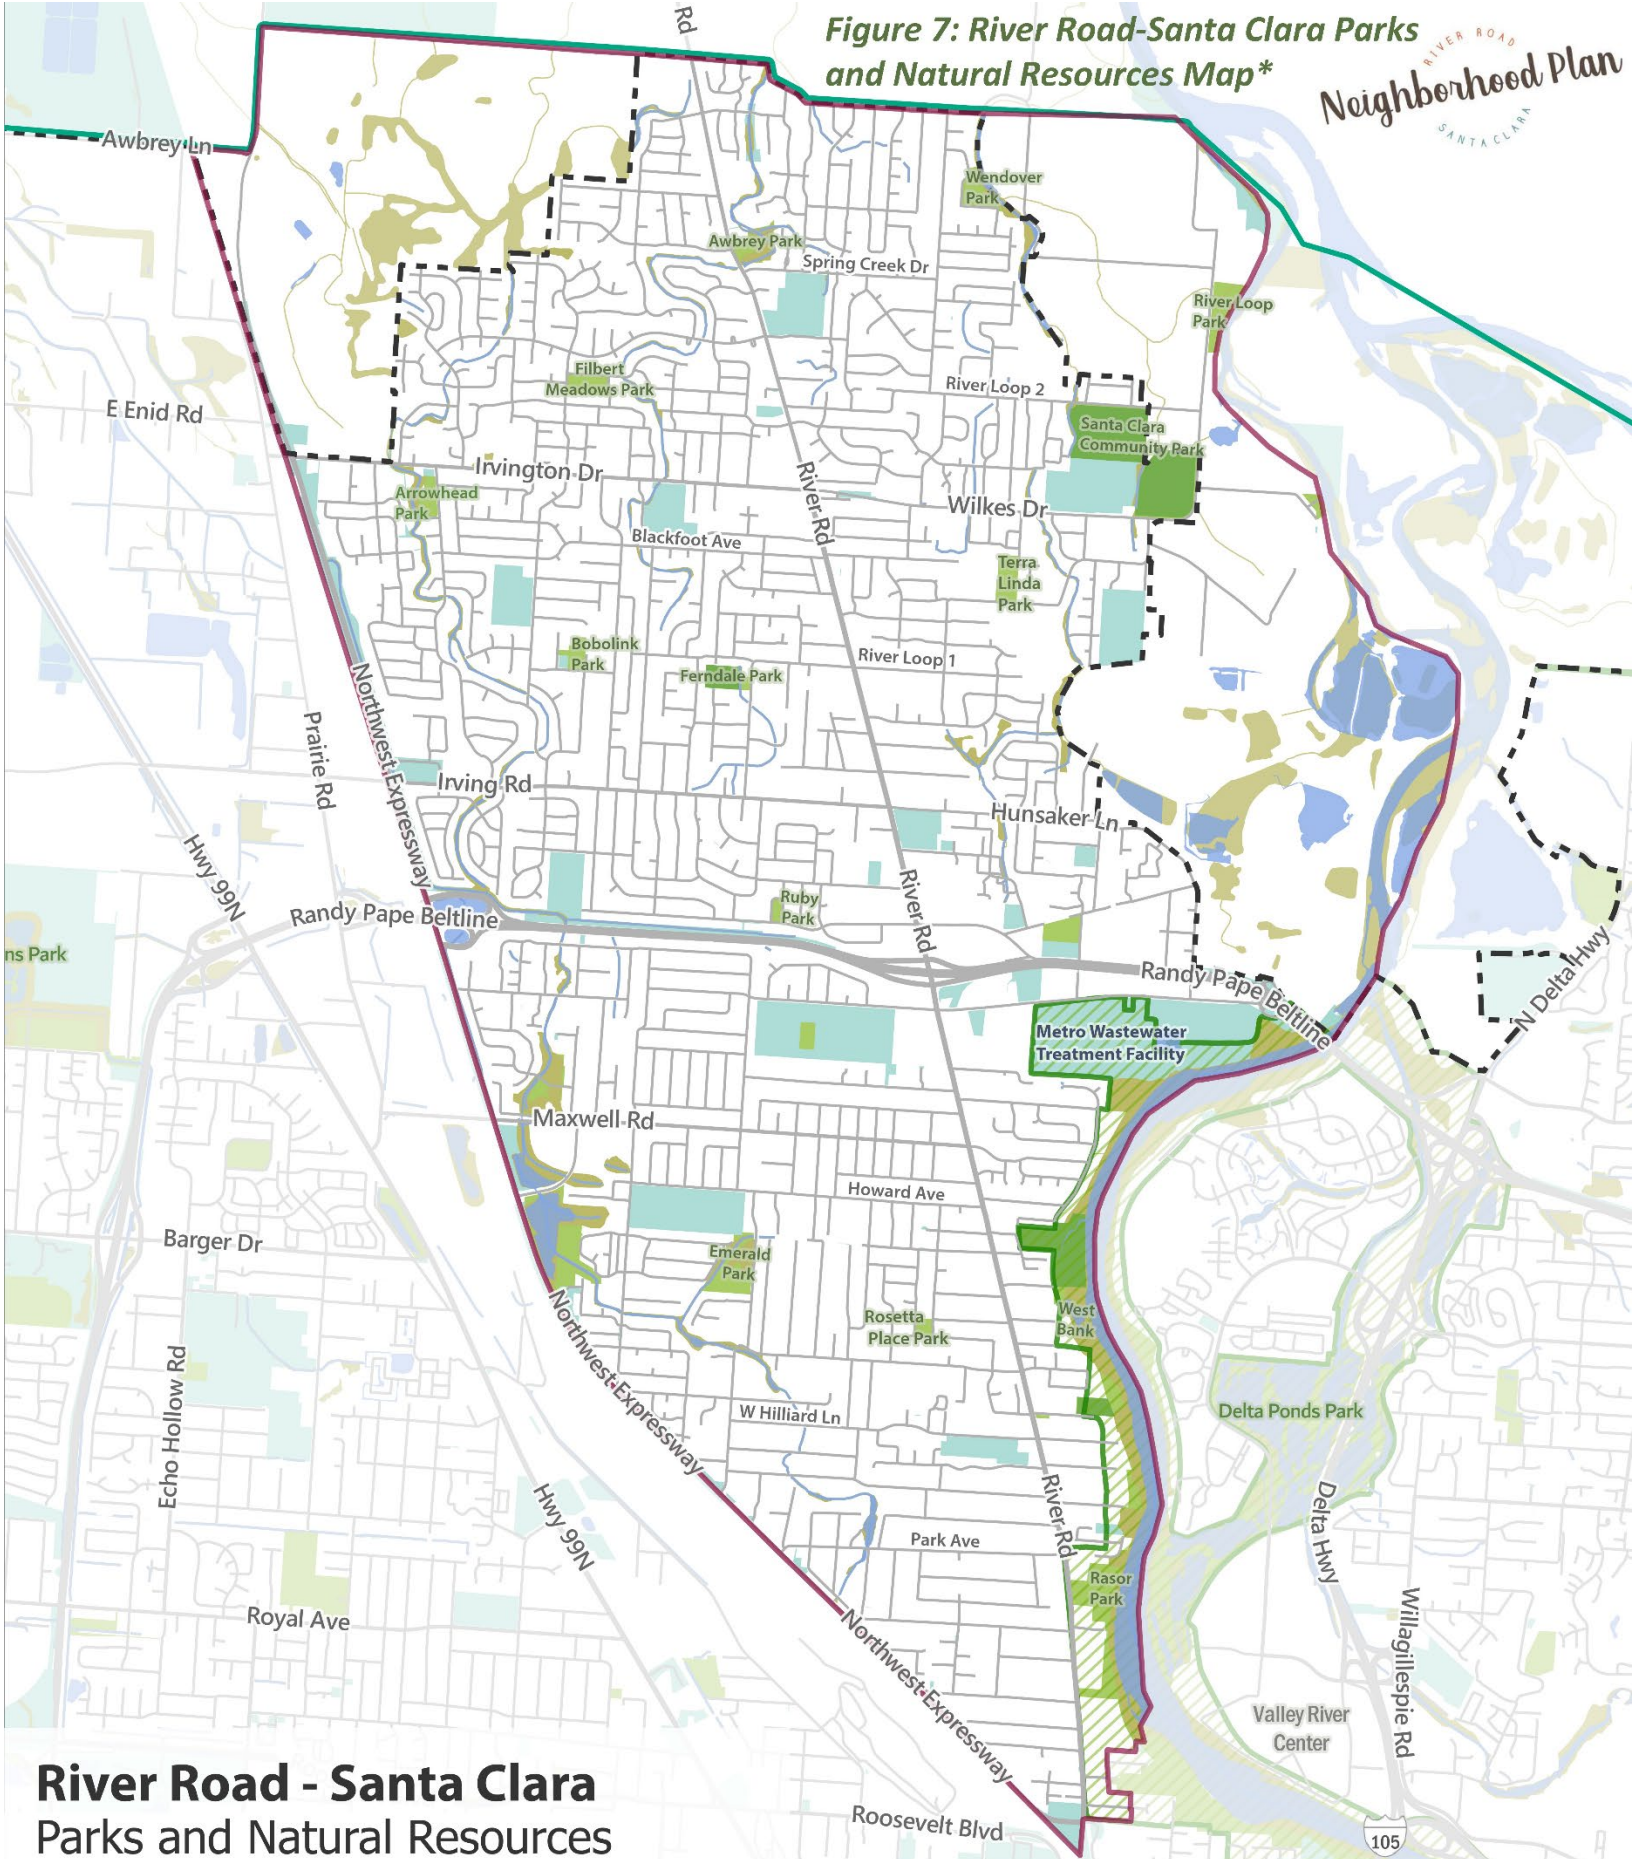 Figure 7: River Road-Santa Clara Parks
and Natural Resources Map*
RIVER ROAD
Neighborhood Plan
SANTA CLARA
Rd
Awbrey Ln
Wendover
Park
Awbrey Park
Spring Creek Dr
River Loop
Park
Filbert
Meadows Park
River Loop 2
E Enid Rd
Santa Clara
Community Park
Irvington Dr
River Rd
Arrowhead
Park
Wilkes Dr
Blackfoot Ave
Terra
Linda
Park
Bobolink
Park
River Loop 1
Ferndale Park
Northwest Expressway
Prairie Rd
Irving Rd
Hunsaker Ln
Hwy 99N
River Rd
Ruby
Park
Randy Pape Beltline
ns Park
Randy Pape Beltline
N Delta Hwy
Metro Wastewater
Treatment Facility
Maxwell Rd
Howard Ave
Barger Dr
Emerald
Park
West
Bank
Rosetta
Place Park
Northwest Expressway
Echo Hollow Rd
W Hilliard Ln
Delta Ponds Park
River Rd
Hwy 99N
Delta Hwy
Park Ave
Rasor
Park
Royal Ave
Willagillespie Rd
Northwest Expressway
Valley River
Center
River Road - Santa Clara
Parks and Natural Resources
Roosevelt Blvd
105